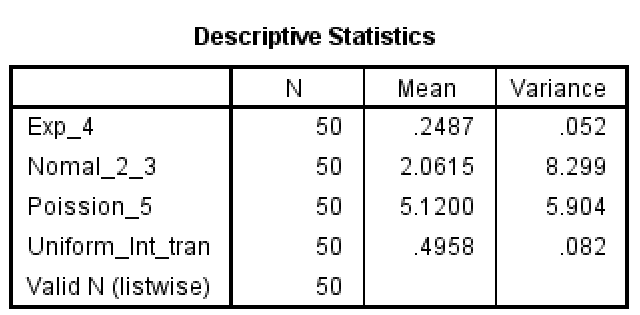 Descriptive Statistics
N Mean Variance
Exp_4 50 .2487 .052
Nomal_2_3 50 2.0615 8.299
Poission_5 50 5.1200 5.904
Uniform_Int_tran 50 .4958 .082
Valid N (listwise) 50